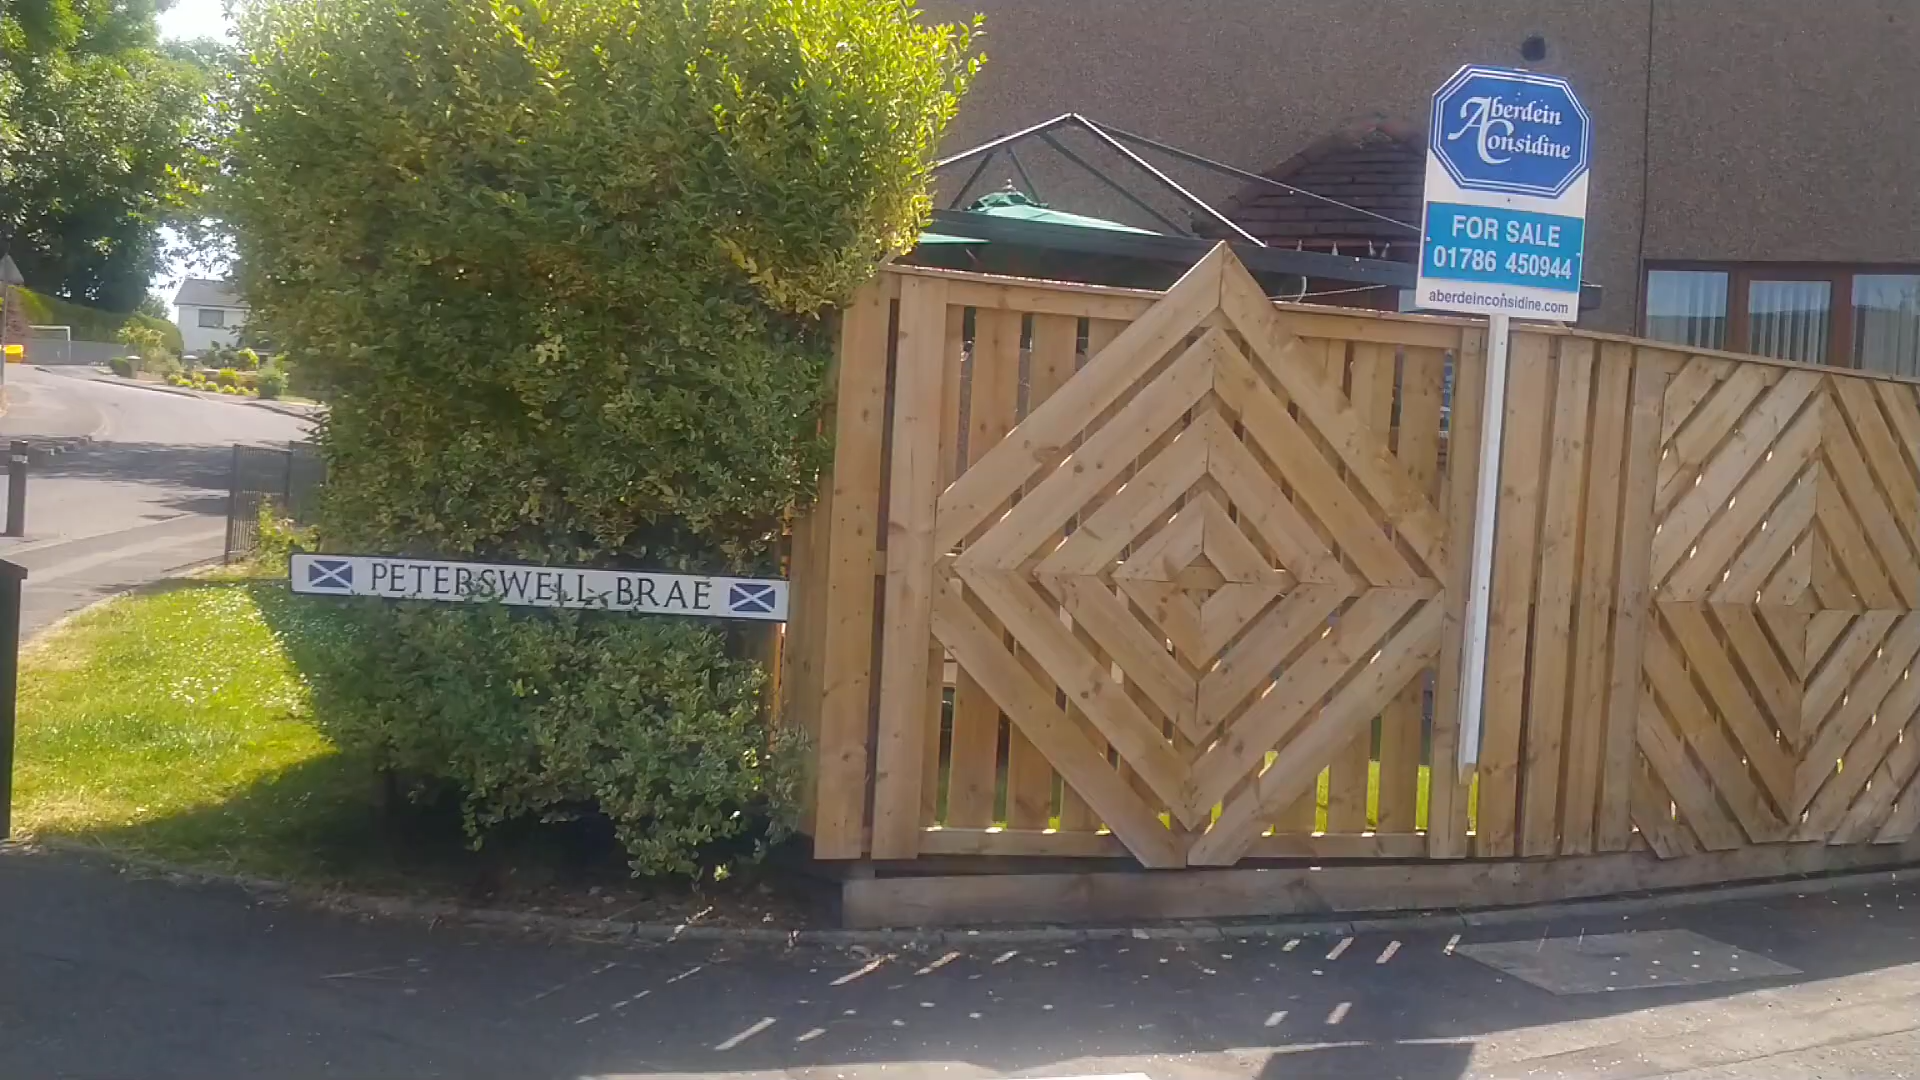 PETERSWELL BRAE
Aberdein
Considine
FOR SALE
01786 450944
aberdeinconsidine.com